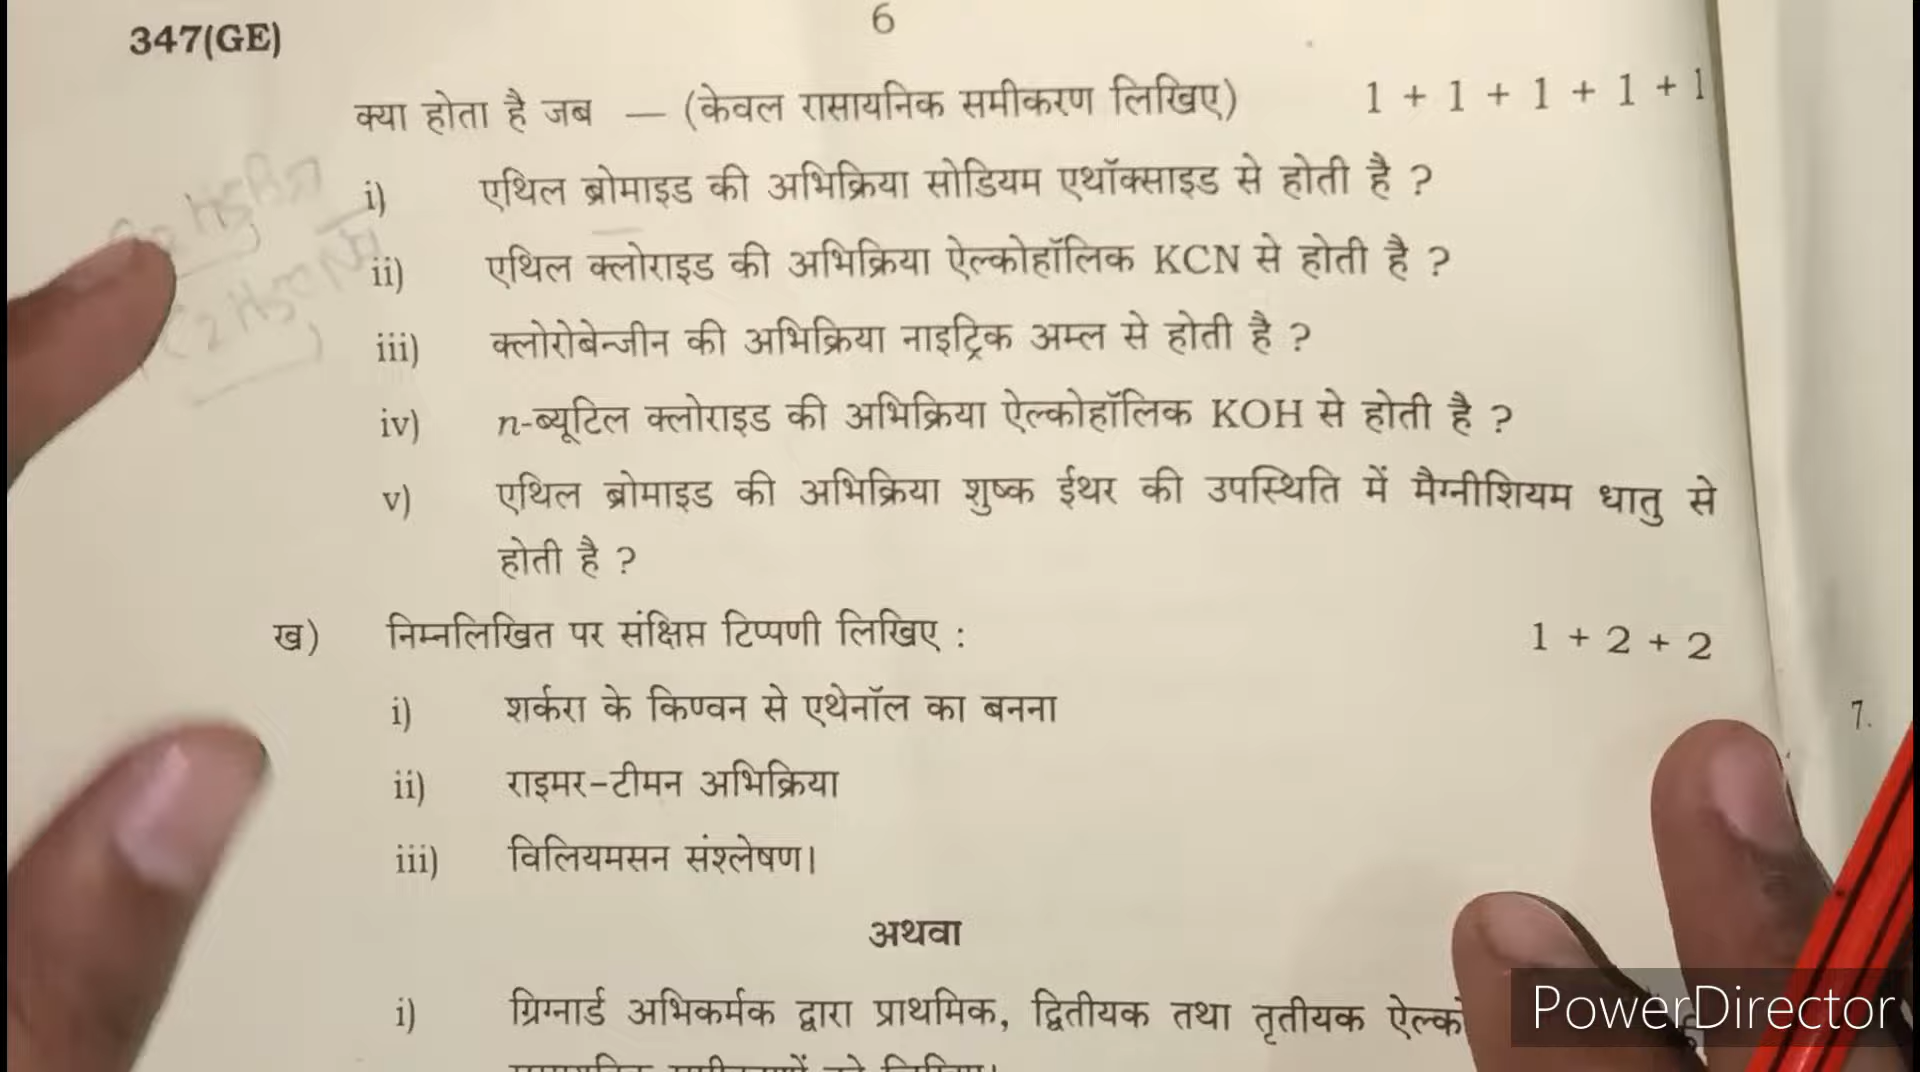 347(GE)
6
क्या होता है जब — (केवल रासायनिक समीकरण लिखिए) 1 + 1 + 1 + 1 + 1
i) एथिल ब्रोमाइड की अभिक्रिया सोडियम एथॉक्साइड से होती है ?
ii) एथिल क्लोराइड की अभिक्रिया ऐल्कोहॉलिक KCN से होती है ?
iii) क्लोरोबेन्जीन की अभिक्रिया नाइट्रिक अम्ल से होती है ?
iv) n-ब्यूटिल क्लोराइड की अभिक्रिया ऐल्कोहॉलिक KOH से होती है ?
v) एथिल ब्रोमाइड की अभिक्रिया शुष्क ईथर की उपस्थिति में मैग्नीशियम धातु से
होती है ?
ख) निम्नलिखित पर संक्षिप्त टिप्पणी लिखिए : 1 + 2 + 2
i) शर्करा के किण्वन से एथेनॉल का बनना
7.
ii) राइमर-टीमन अभिक्रिया
iii) विलियमसन संश्लेषण।
अथवा
i) ग्रिग्नार्ड अभिकर्मक द्वारा प्राथमिक, द्वितीयक तथा तृतीयक
PowerDirector